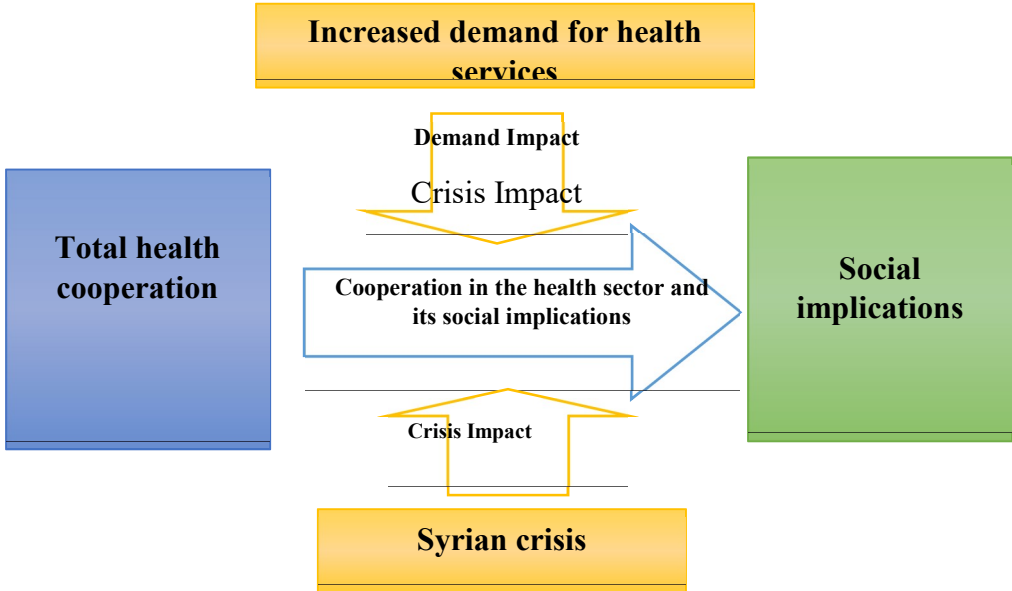 Increased demand for health
services
Demand Impact
Crisis Impact
Total health
cooperation
Cooperation in the health sector and
its social implications
Social
implications
Crisis Impact
Syrian crisis